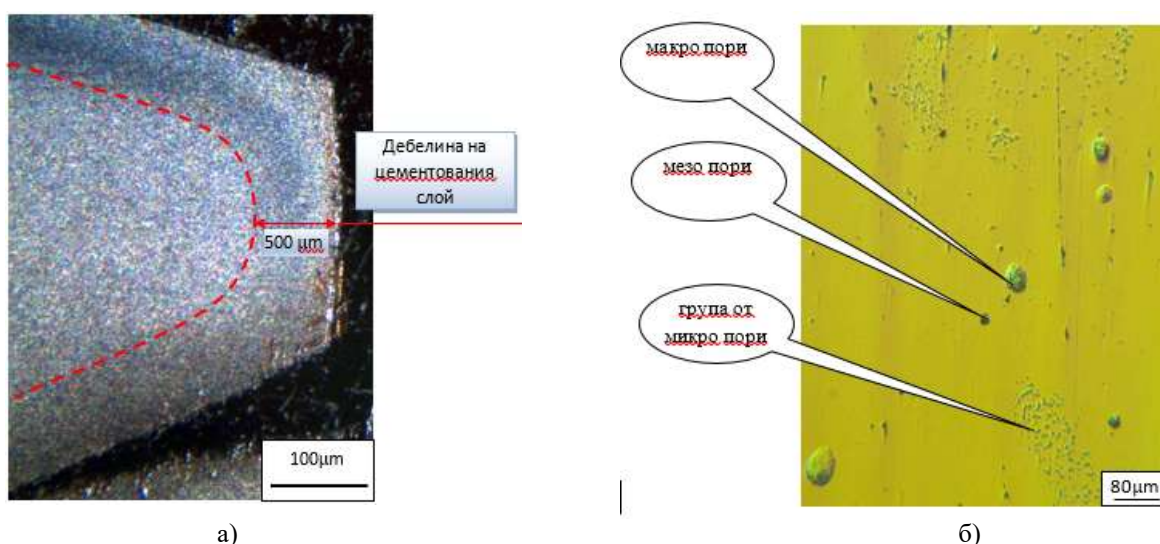 Дебелина на
цементования
слой
500 μm
100μm
а)
макро пори
мезо пори
група от
микро пори
80μm
б)